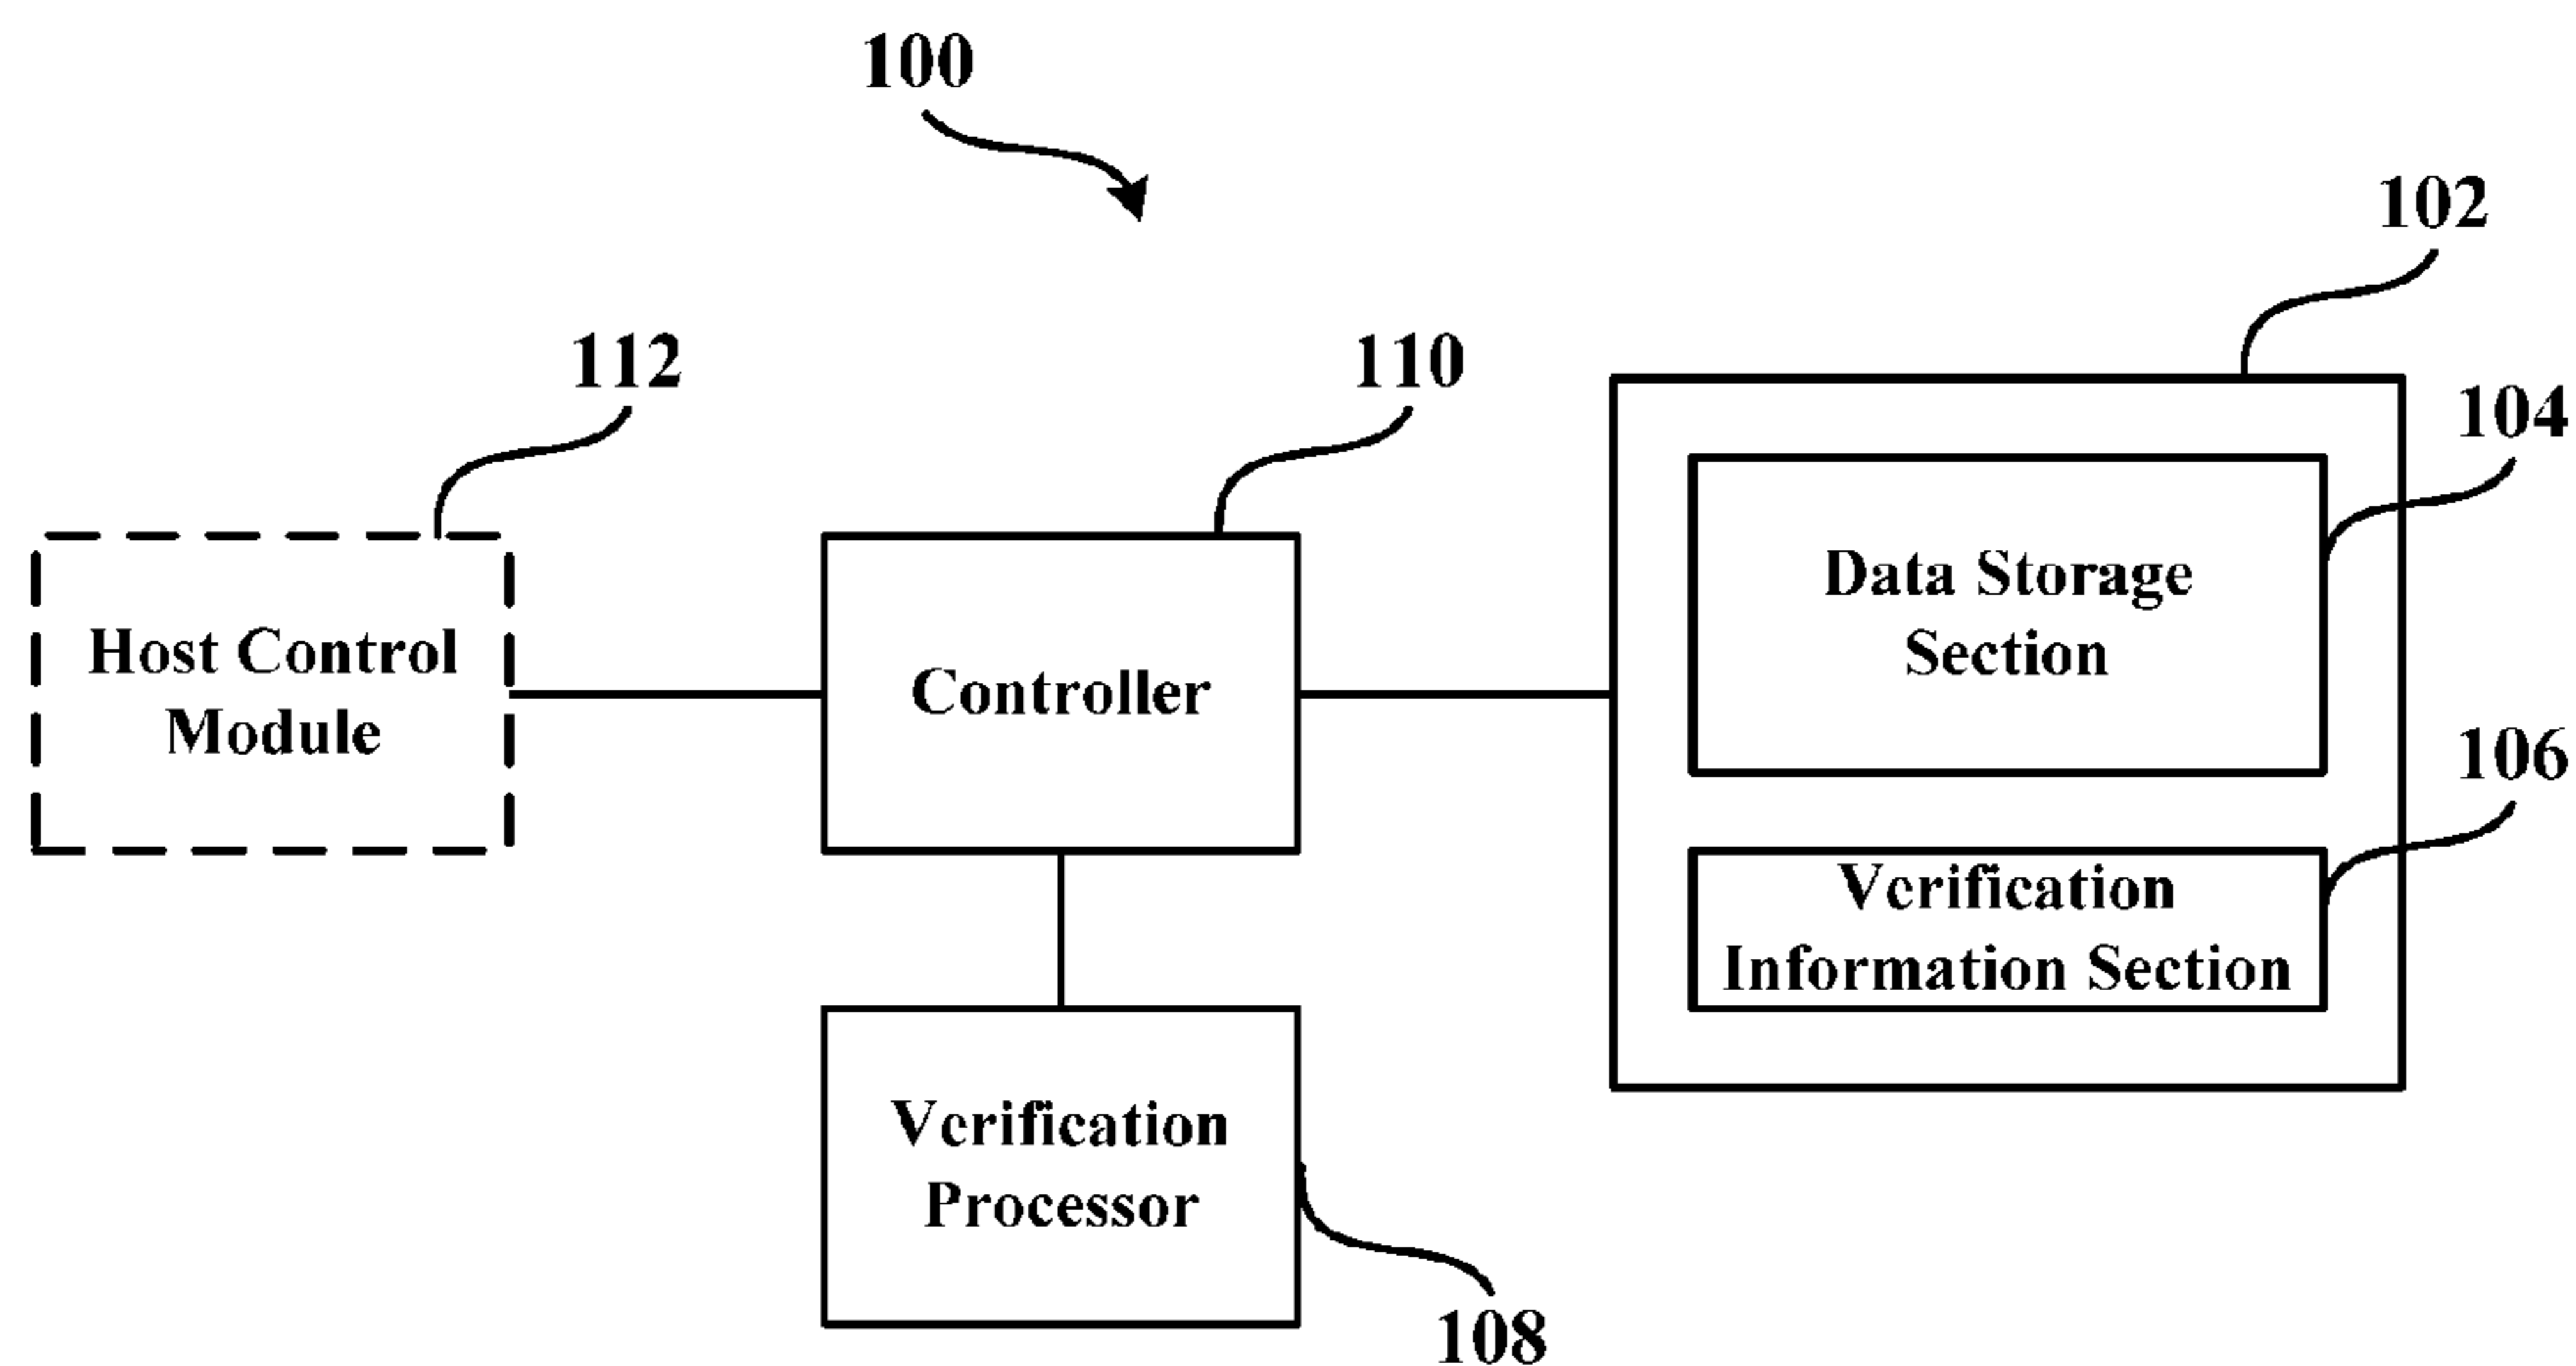 100
102
112
110
104
Data Storage
Section
Host Control
Module
Controller
106
Verification
Information Section
Verification
Processor
108